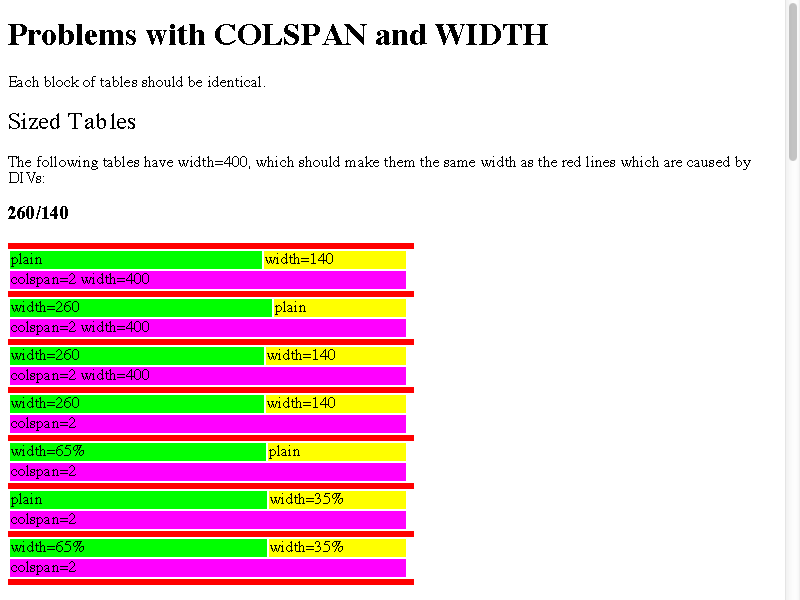 Problems with COLSPAN and WIDTH
Each block of tables should be identical.
Sized Tables
The following tables have width=400, which should make them the same width as the red lines which are caused by
DIVs:
260/140
plain width=140
colspan=2 width=400
width=260 plain
colspan=2 width=400
width=260 width=140
colspan=2 width=400
width=260 width=140
colspan=2
width=65% plain
colspan=2
plain width=35%
colspan=2
width=65% width=35%
colspan=2